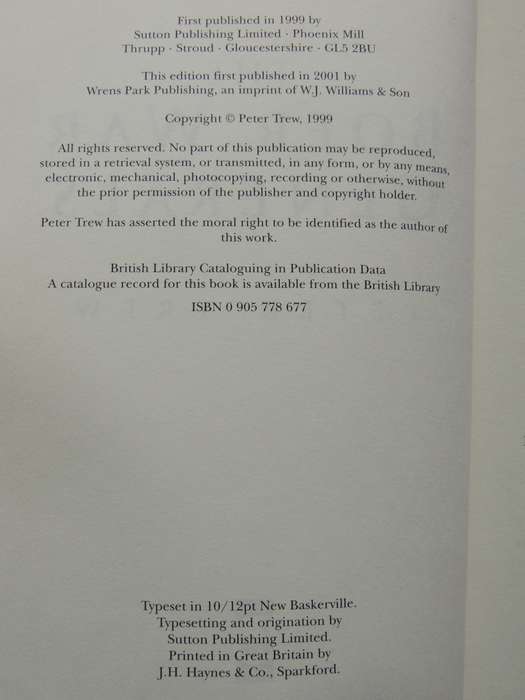 First published in 1999 by
Sutton Publishing Limited · Phoenix Mill
Thrupp · Stroud · Gloucestershire · GL5 2BU
This edition first published in 2001 by
Wrens Park Publishing, an imprint of W.J. Williams & Son
Copyright © Peter Trew, 1999
All rights reserved. No part of this publication may be reproduced,
stored in a retrieval system, or transmitted, in any form, or by any means,
electronic, mechanical, photocopying, recording or otherwise, without
the prior permission of the publisher and copyright holder.
Peter Trew has asserted the moral right to be identified as the author of
this work.
British Library Cataloguing in Publication Data
A catalogue record for this book is available from the British Library
ISBN 0 905 778 677
Typeset in 10/12pt New Baskerville.
Typesetting and origination by
Sutton Publishing Limited.
Printed in Great Britain by
J.H. Haynes & Co., Sparkford.